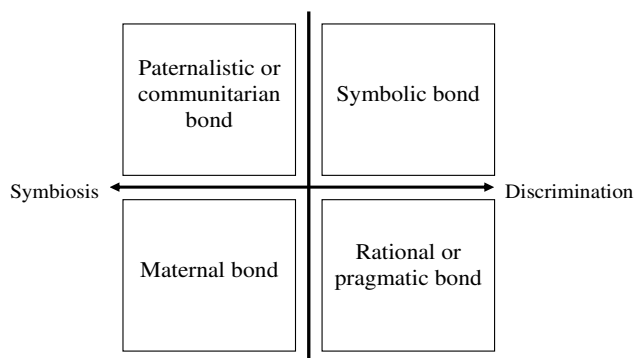 Paternalistic or
communitarian
bond
Symbolic bond
Symbiosis
Discrimination
Maternal bond
Rational or
pragmatic bond